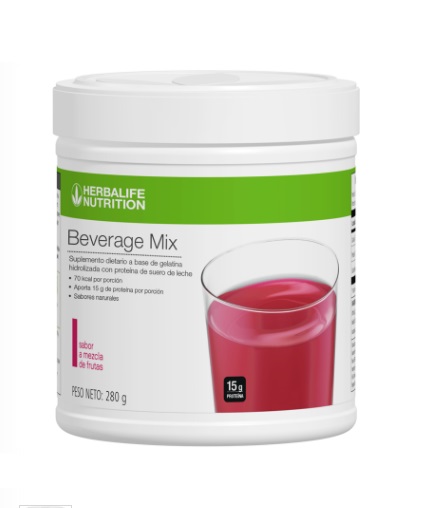 HERBALIFE
NUTRITION
Beverage Mix
Suplemento dietario a base de gelatina
hidrolizada con proteína de suero de leche
• 70 kcal por porción
• Aporta 15 g de proteína por porción
• Sabores naturales
sabor
a mezcla
de frutas
PESO NETO: 280 g
15 g
PROTEÍNA